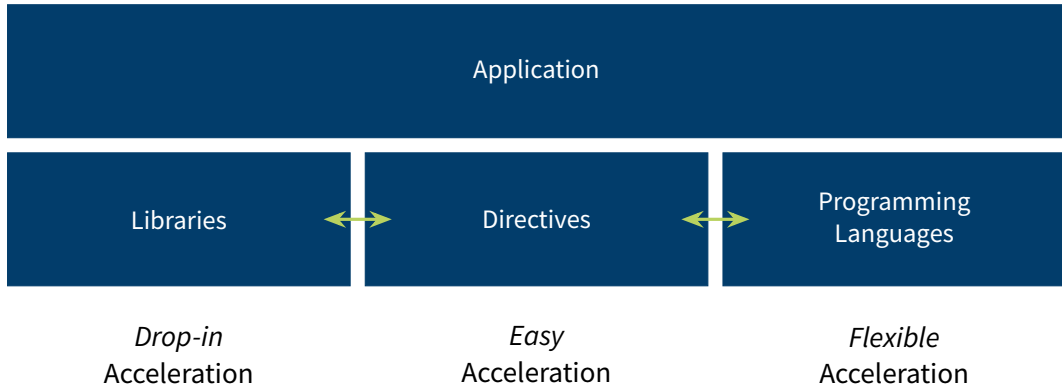 Application
Libraries
Directives
Programming
Languages
Drop-in
Acceleration
Easy
Acceleration
Flexible
Acceleration